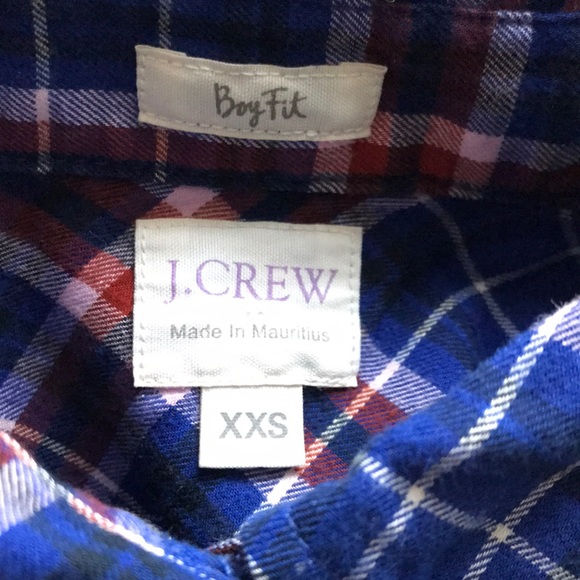 Boy Fit
J.CREW
Made In Mauritius
XXS